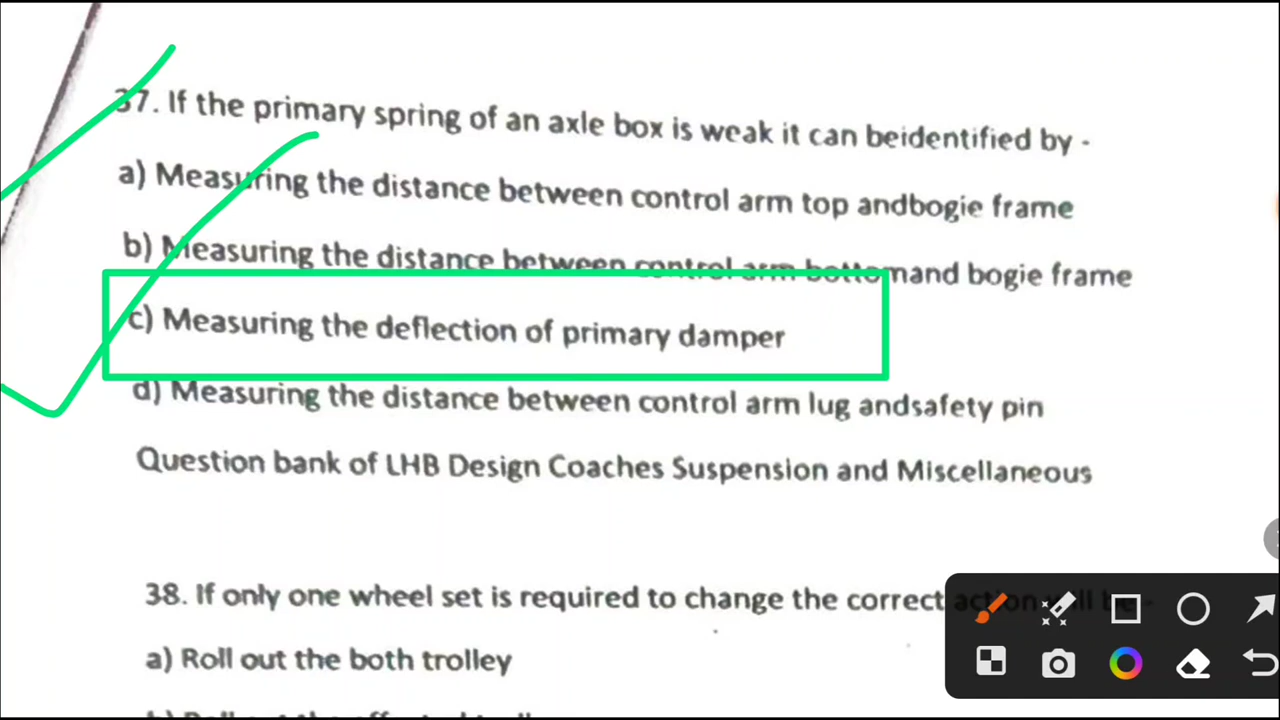 37. If the primary spring of an axle box is weak it can beidentified by -
a) Measuring the distance between control arm top andbogie frame
b) Measuring the distance between control arm bottomand bogie frame
c) Measuring the deflection of primary damper
d) Measuring the distance between control arm lug andsafety pin
Question bank of LHB Design Coaches Suspension and Miscellaneous
38. If only one wheel set is required to change the correct action will be -
a) Roll out the both trolley